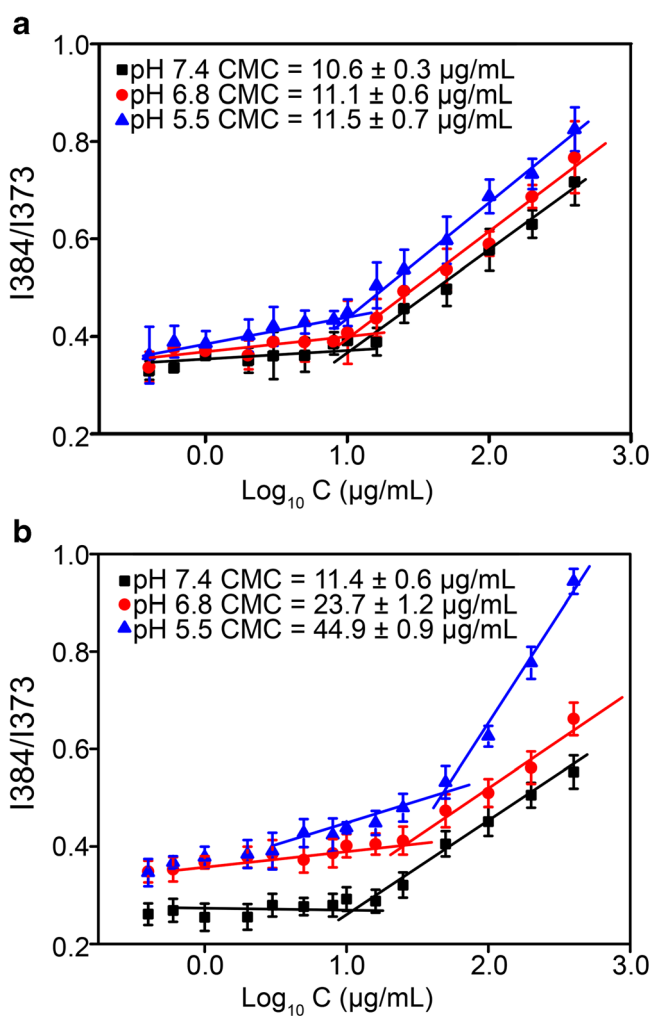 a
1.0
0.8
0.6
0.4
0.2
I384/I373
pH 7.4 CMC = 10.6 ± 0.3 µg/mL
pH 6.8 CMC = 11.1 ± 0.6 µg/mL
pH 5.5 CMC = 11.5 ± 0.7 µg/mL
0.0 1.0 2.0 3.0
Log10 C (µg/mL)
b
1.0
0.8
0.6
0.4
0.2
I384/I373
pH 7.4 CMC = 11.4 ± 0.6 µg/mL
pH 6.8 CMC = 23.7 ± 1.2 µg/mL
pH 5.5 CMC = 44.9 ± 0.9 µg/mL
0.0 1.0 2.0 3.0
Log10 C (µg/mL)